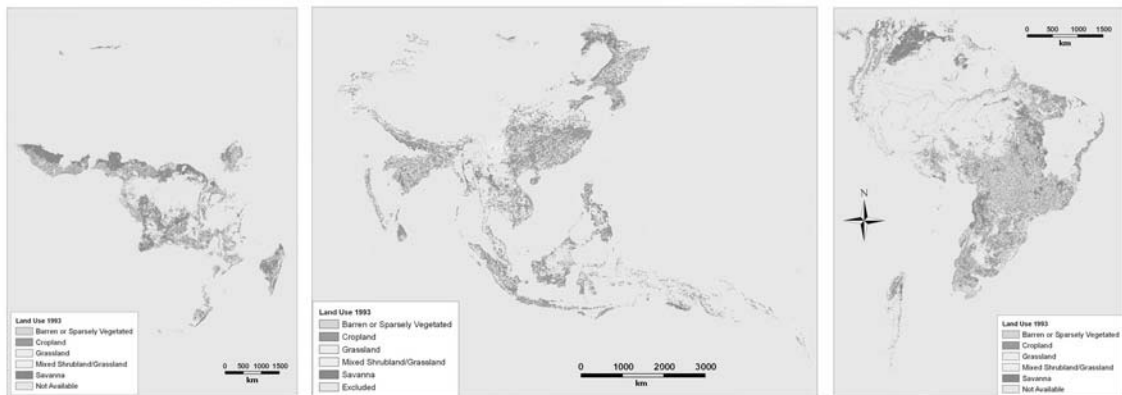 Land Use 1993
Barren or Sparsely Vegetated
Cropland
Grassland
Mixed Shrubland/Grassland
Savanna
Not Available
0 500 1000 1500
km
Land Use 1993
Barren or Sparsely Vegetated
Cropland
Grassland
Mixed Shrubland/Grassland
Savanna
Excluded
0 1000 2000 3000
km
0 500 1000 1500
km
N
Land Use 1993
Barren or Sparsely Vegetated
Cropland
Grassland
Mixed Shrubland/Grassland
Savanna
Not Available